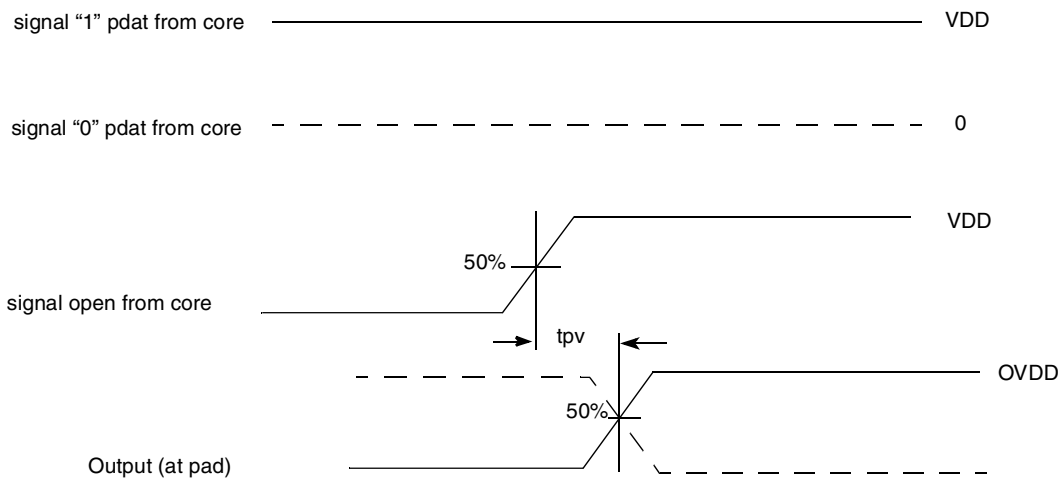 signal “1” pdat from core VDD
signal “0” pdat from core 0
VDD
50%
signal open from core
tpv
OVDD
50%
Output (at pad)